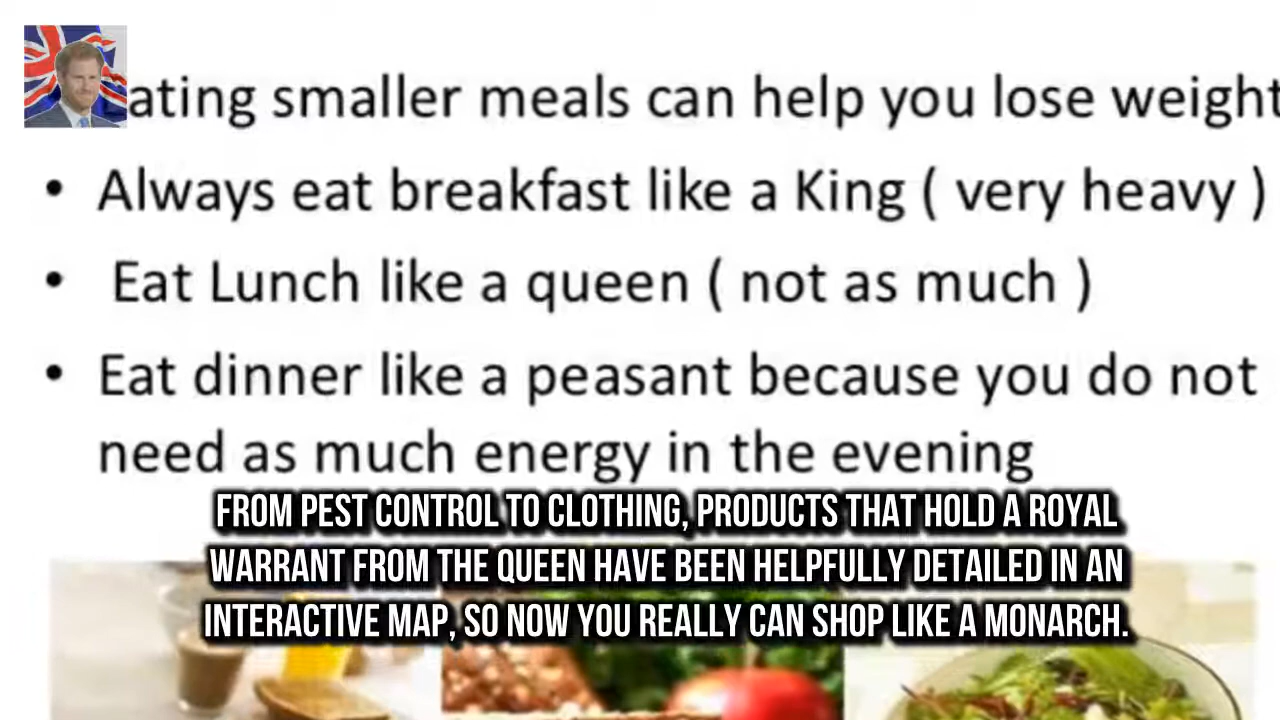 ating smaller meals can help you lose weight
• Always eat breakfast like a King ( very heavy )
• Eat Lunch like a queen ( not as much )
• Eat dinner like a peasant because you do not
need as much energy in the evening
FROM PEST CONTROL TO CLOTHING, PRODUCTS THAT HOLD A ROYAL
WARRANT FROM THE QUEEN HAVE BEEN HELPFULLY DETAILED IN AN
INTERACTIVE MAP, SO NOW YOU REALLY CAN SHOP LIKE A MONARCH.